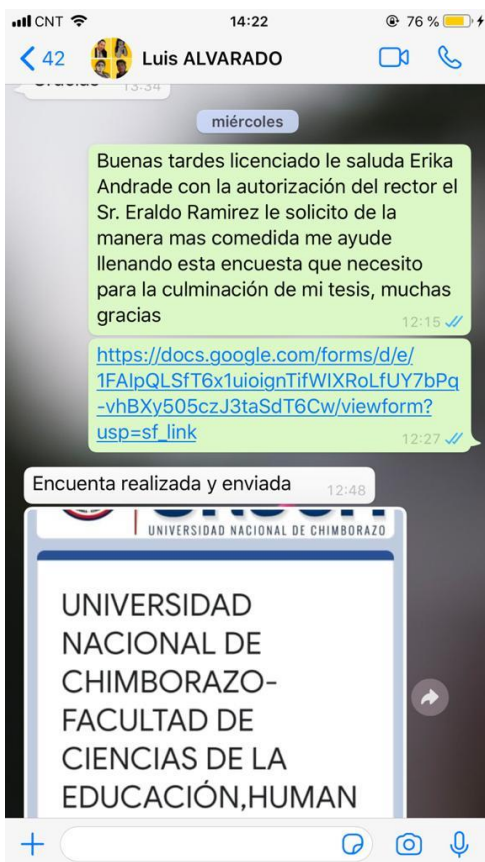 CNT 14:22 76 %
42 Luis ALVARADO
13:34
miércoles
Buenas tardes licenciado le saluda Erika
Andrade con la autorización del rector el
Sr. Eraldo Ramirez le solicito de la
manera mas comedida me ayude
llenando esta encuesta que necesito
para la culminación de mi tesis, muchas
gracias
12:15
https://docs.google.com/forms/d/e/
1FAIpQLSfT6x1uioignTifWIXRoLfUY7bPq
-vhBXy505czJ3taSdT6Cw/viewform?
usp=sf_link
12:27
Encuenta realizada y enviada 12:48
UNIVERSIDAD NACIONAL DE CHIMBORAZO
UNIVERSIDAD
NACIONAL DE
CHIMBORAZO-
FACULTAD DE
CIENCIAS DE LA
EDUCACIÓN,HUMAN